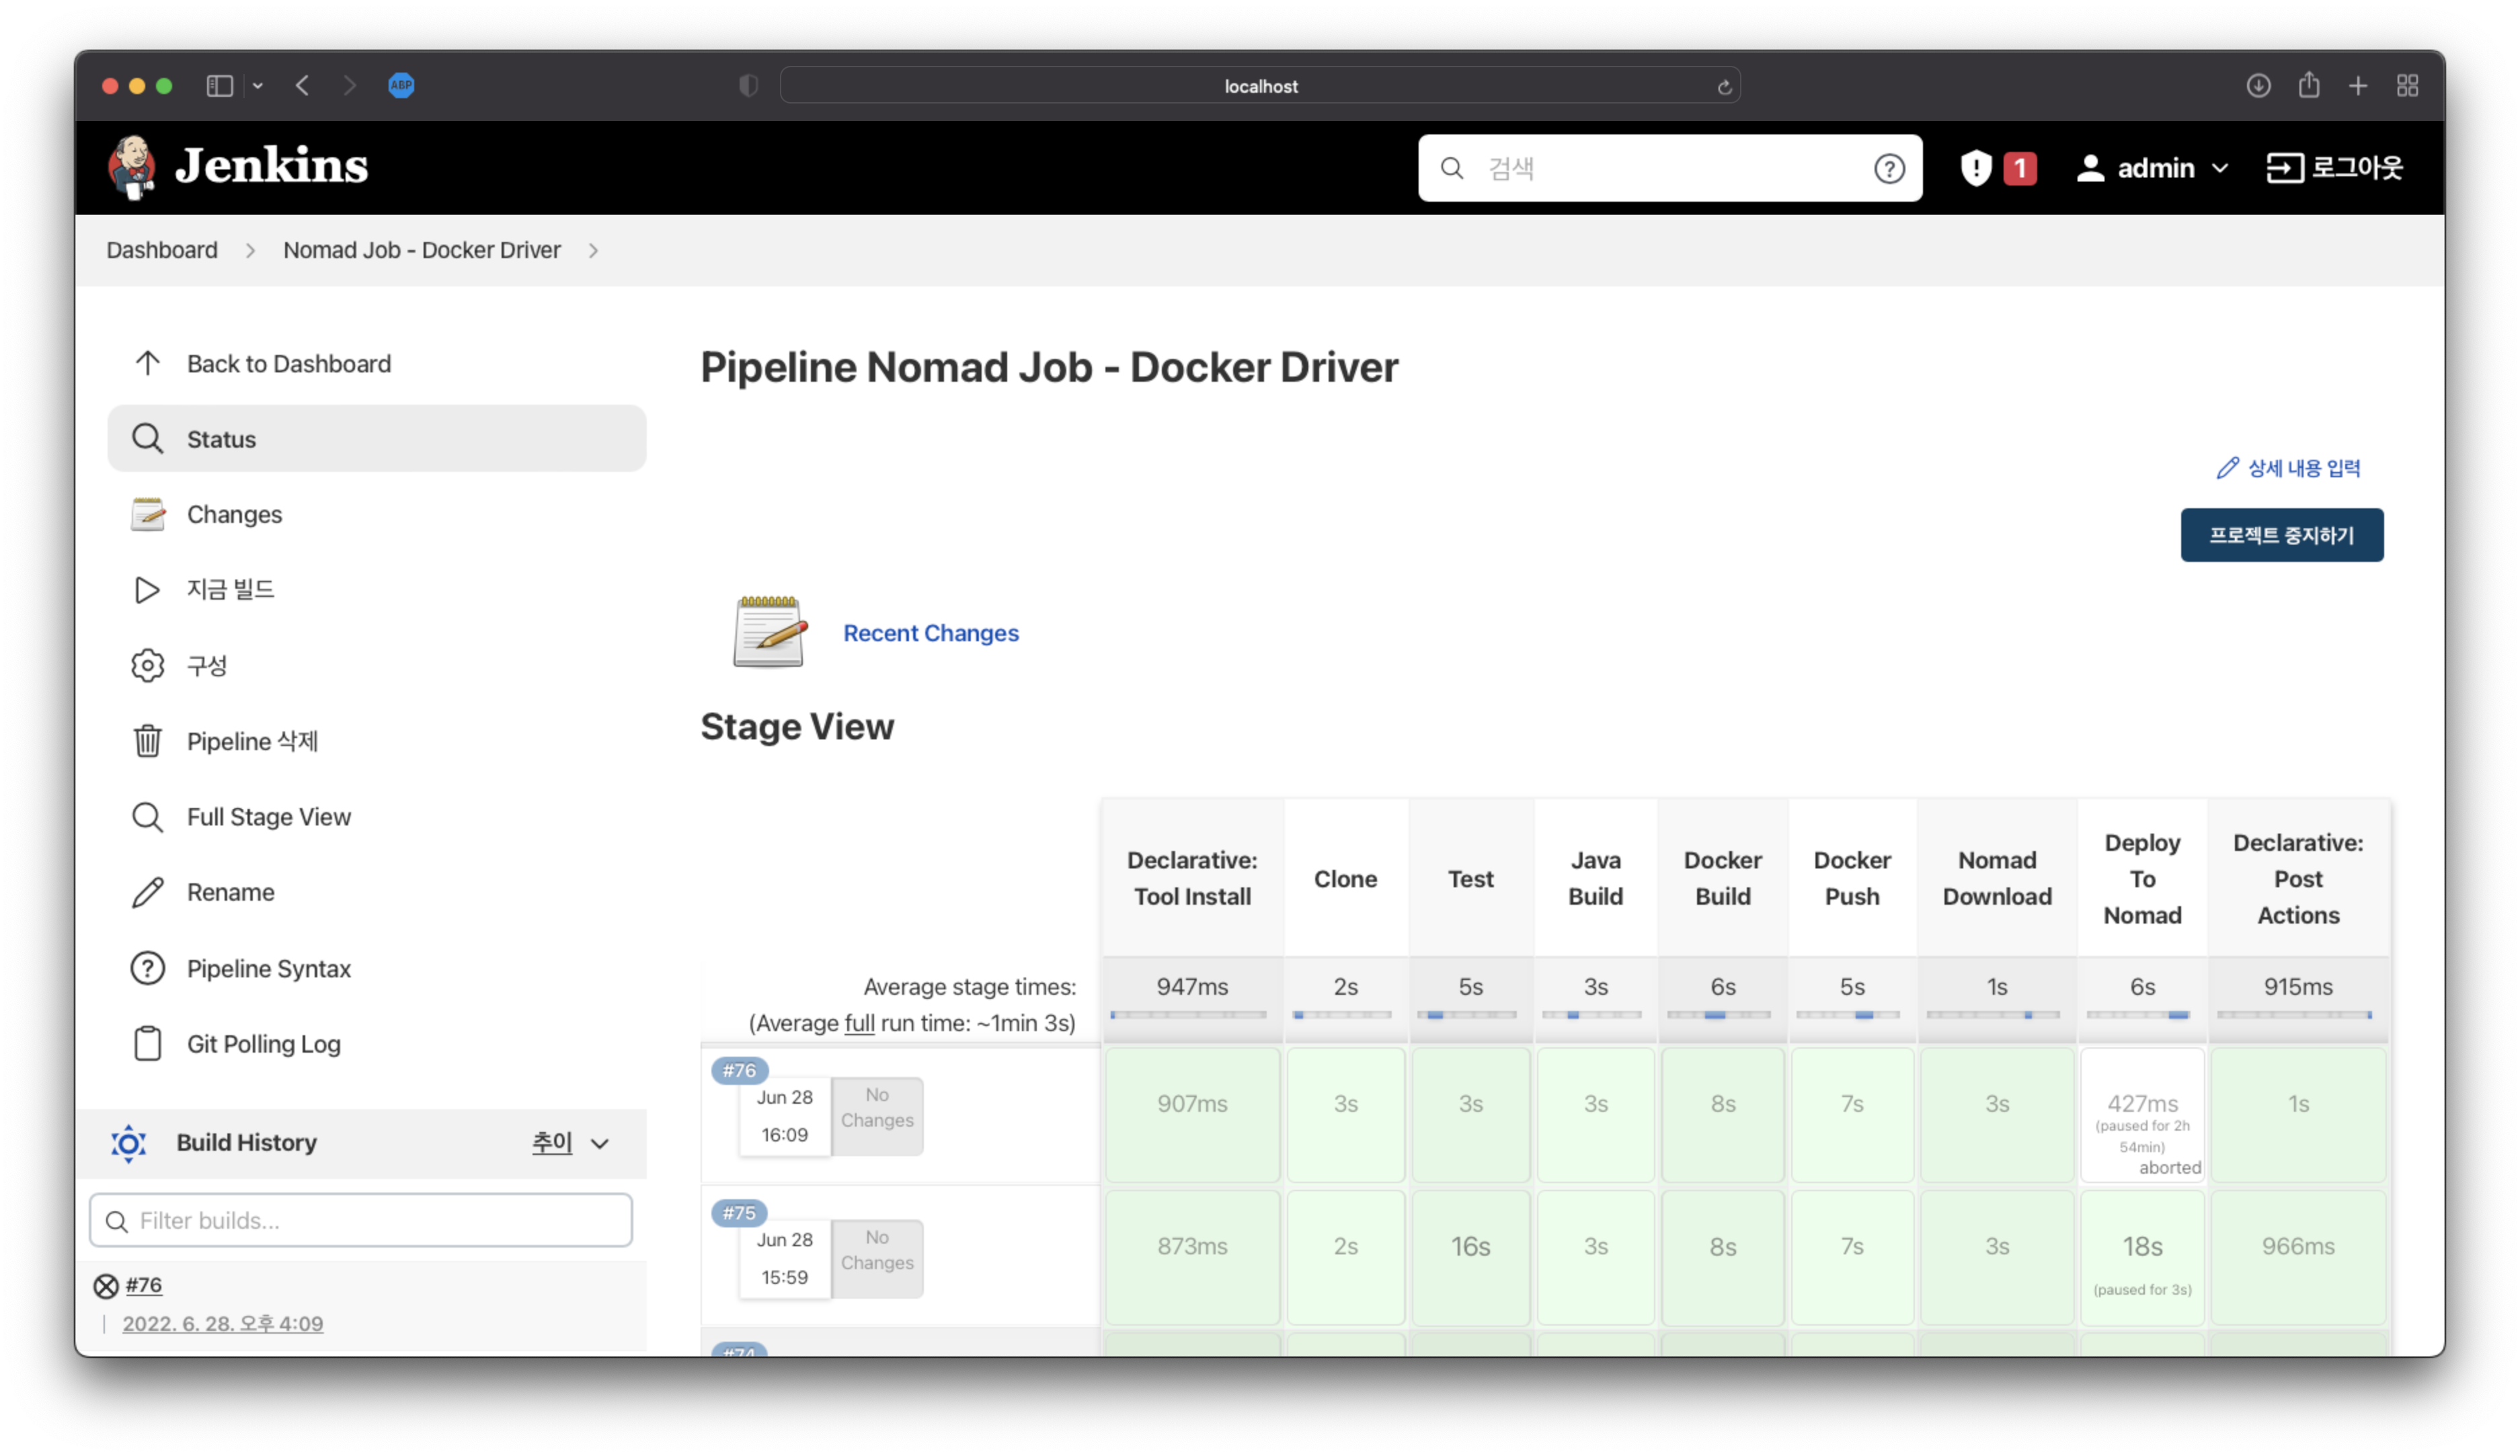 ABP
localhost
Jenkins
검색
1
admin
로그아웃
Dashboard
Nomad Job - Docker Driver
Back to Dashboard
Status
Changes
지금 빌드
구성
Pipeline 삭제
Full Stage View
Rename
Pipeline Syntax
Git Polling Log
Build History
추이
Filter builds...
#76
2022. 6. 28. 오후 4:09
Pipeline Nomad Job - Docker Driver
상세 내용 입력
프로젝트 중지하기
Recent Changes
Stage View
Declarative: Tool Install
Clone
Test
Java Build
Docker Build
Docker Push
Nomad Download
Deploy To Nomad
Declarative: Post Actions
Average stage times:
947ms 2s 5s 3s 6s 5s 1s 6s 915ms
(Average full run time: ~1min 3s)
#76
Jun 28
16:09
No
Changes
907ms 3s 3s 3s 8s 7s 3s 427ms 1s
(paused for 2h
54min)
aborted
#75
Jun 28
15:59
No
Changes
873ms 2s 16s 3s 8s 7s 3s 18s 966ms
(paused for 3s)
#74